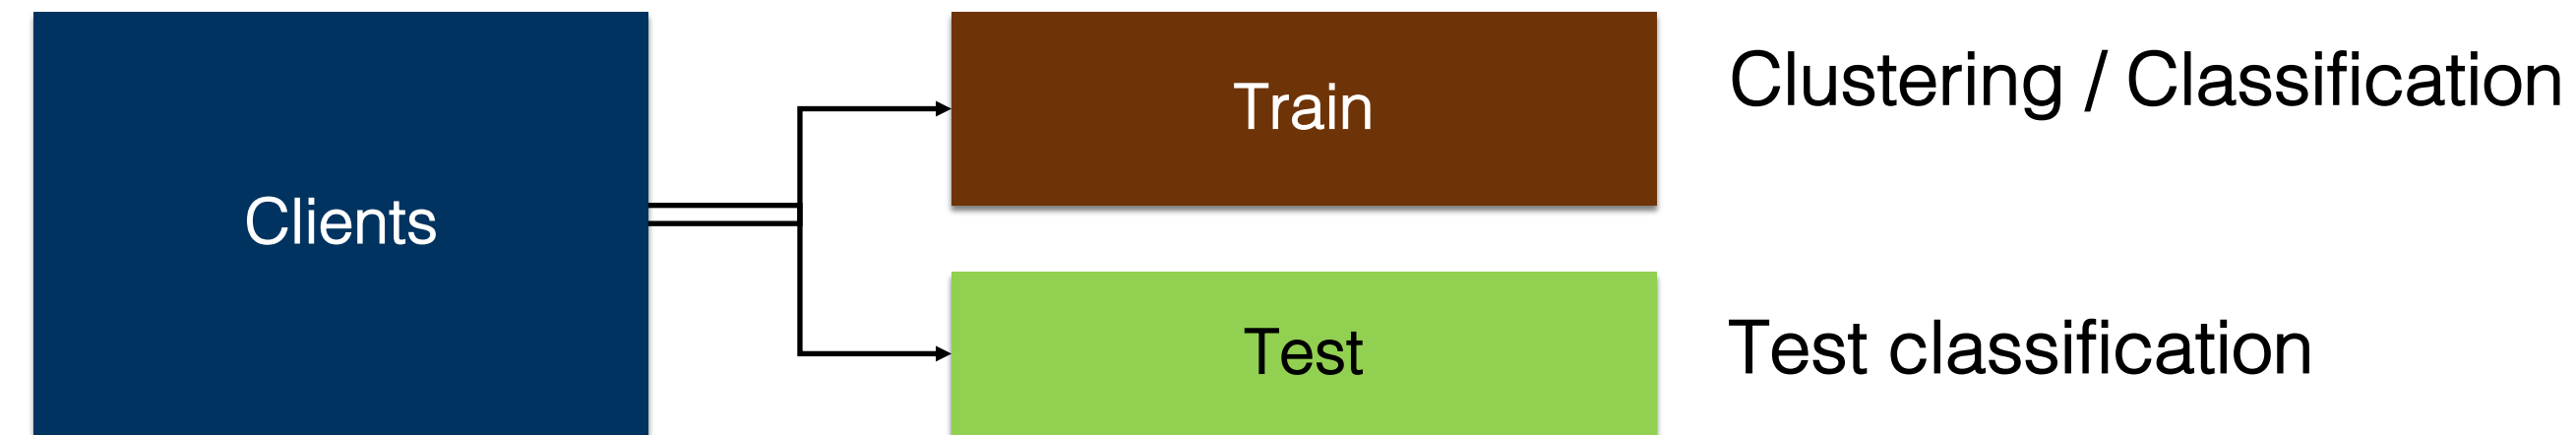 Clients
Train
Clustering / Classification
Test
Test classification